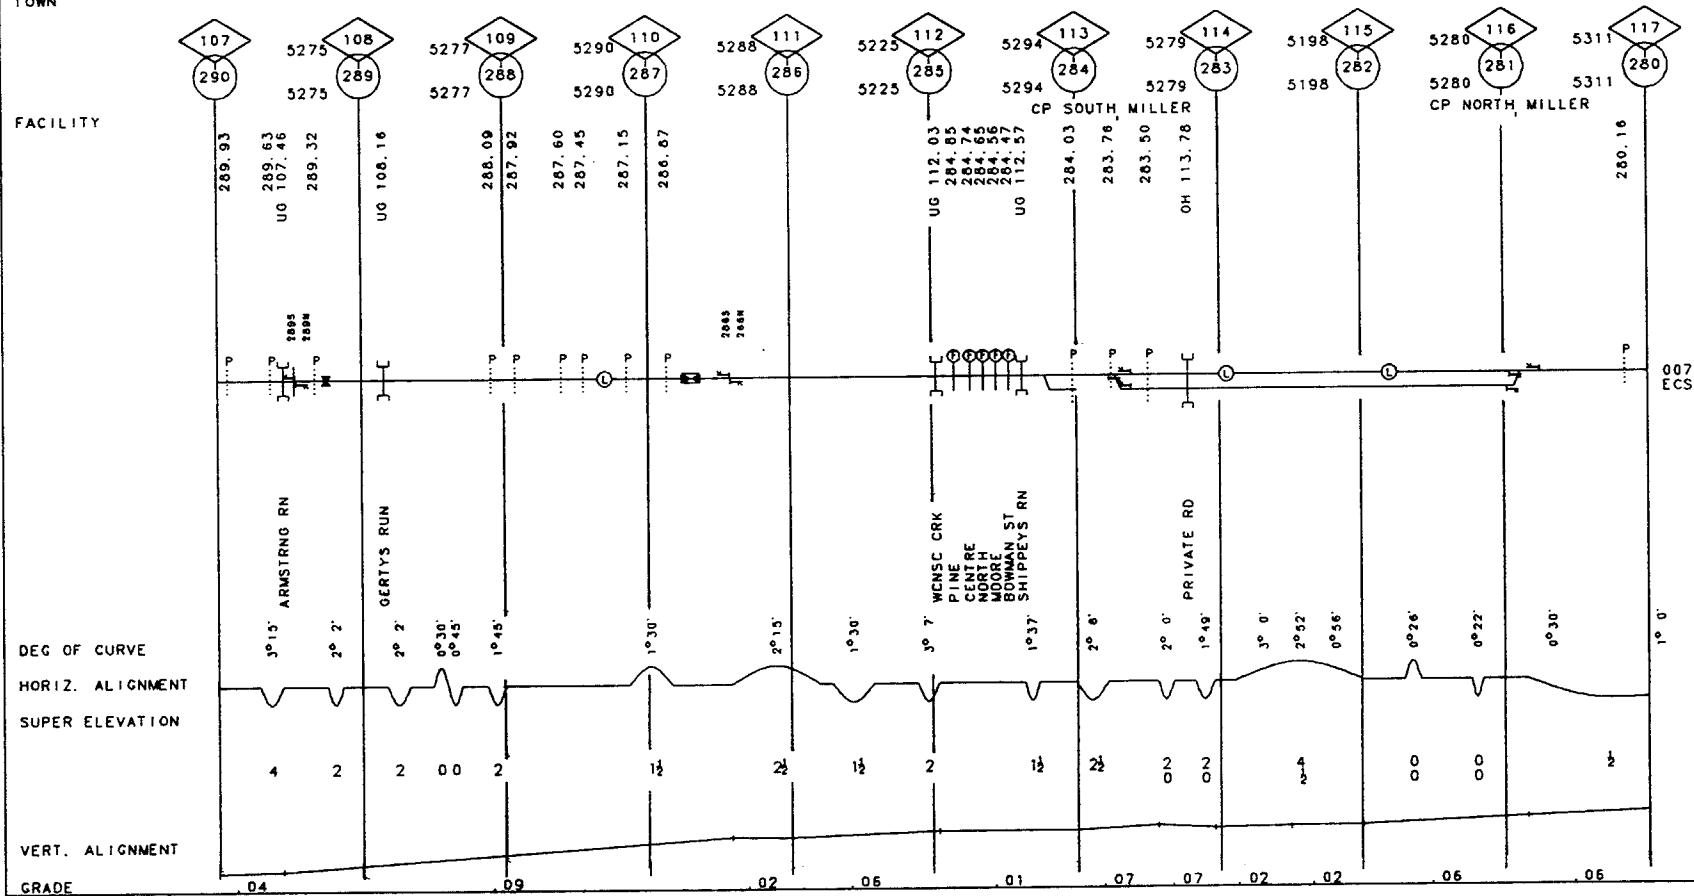 TOWN
107 108 109 110 111 112 113 114 115 116 117
5275 5277 5290 5288 5225 5294 5279 5198 5280 5311
290 289 288 287 286 285 284 283 282 281 280
5275 5277 5290 5288 5225 5294 5279 5198 5280 5311
CP SOUTH MILLER CP NORTH MILLER
FACILITY
289.93
289.63
UG 107.46
289.32
UG 108.16
288.09
287.92
287.60
287.45
287.15
286.87
UG 112.03
284.85
284.74
284.65
284.56
284.47
UG 112.57
284.03
283.76
283.50
OH 113.78
280.16
289S
289N
286S
286N
P P P P P P P P P P F F F F F P P P P
L L L
007
ECS
ARMSTRNG RN
GERTYS RUN
WCNSC CRK
PINE
CENTRE
NORTH
MOORE
BOWMAN ST
SHIPPEYS RN
PRIVATE RD
DEG OF CURVE
3°15' 2° 2' 2° 2' 0°30' 0°45' 1°45' 1°30' 2°15' 1°30' 3° 7' 1°37' 2° 8' 2° 0' 1°49' 3° 0' 2°52' 0°56' 0°26' 0°22' 0°30' 1° 0'
HORIZ. ALIGNMENT
SUPER ELEVATION
4 2 2 0 0 2 1½ 2½ 1½ 2 1½ 2½ 2 2 4½ 0 0 ½
0 0 0 0
VERT. ALIGNMENT
GRADE .04 .09 .02 .06 .01 .07 .07 .02 .02 .06 .06